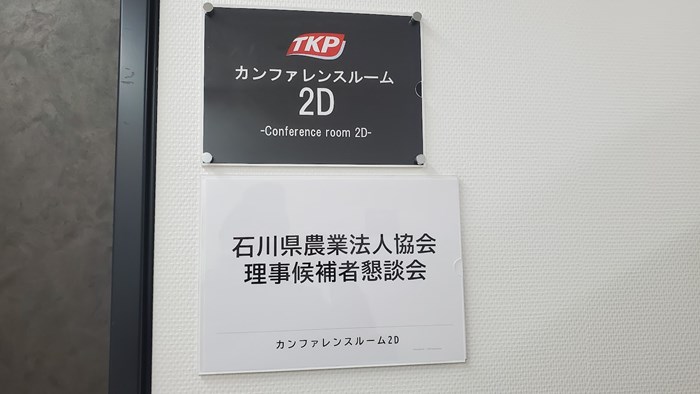 TKP
カンファレンスルーム
2D
-Conference room 2D-
石川県農業法人協会
理事候補者懇談会
カンファレンスルーム2D